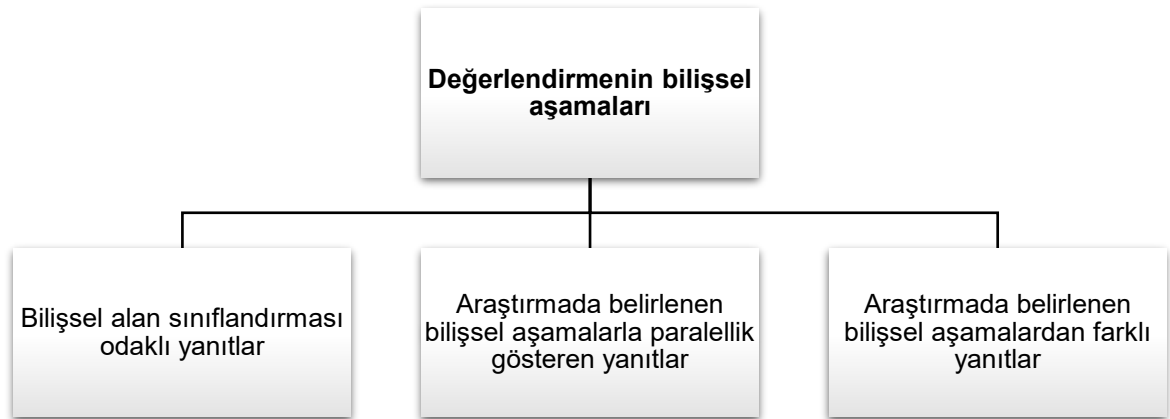 Değerlendirmenin bilişsel
aşamaları
Bilişsel alan sınıflandırması
odaklı yanıtlar
Araştırmada belirlenen
bilişsel aşamalarla paralellik
gösteren yanıtlar
Araştırmada belirlenen
bilişsel aşamalardan farklı
yanıtlar